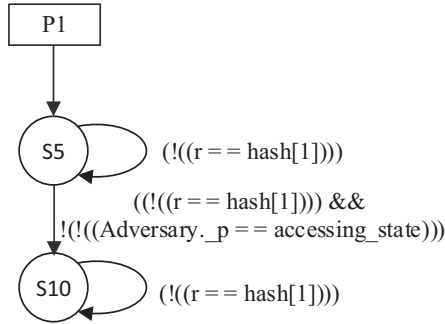 P1
S5
(!((r = = hash[1])))
((!((r = = hash[1]))) &&
!(!((Adversary._p = = accessing_state)))
S10
(!((r = = hash[1])))